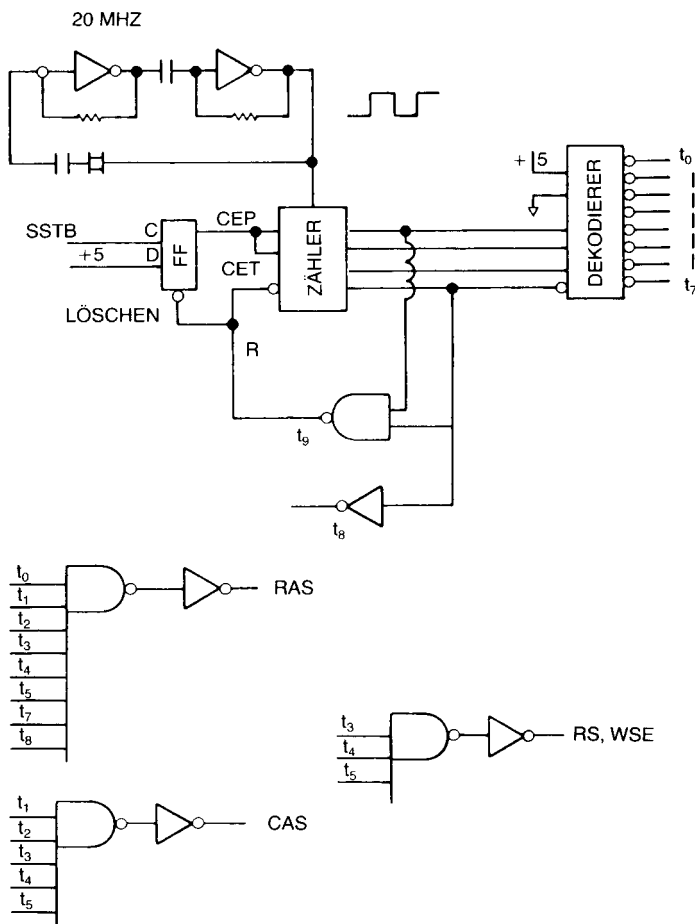 20 MHZ
+ 5
t₀
SSTB
C
CEP
+5
D
FF
CET
ZÄHLER
DEKODIERER
t₇
LÖSCHEN
R
t₉
t₈
t₀
t₁
RAS
t₂
t₃
t₄
t₅
t₇
t₈
t₃
RS, WSE
t₄
t₅
t₁
CAS
t₂
t₃
t₄
t₅